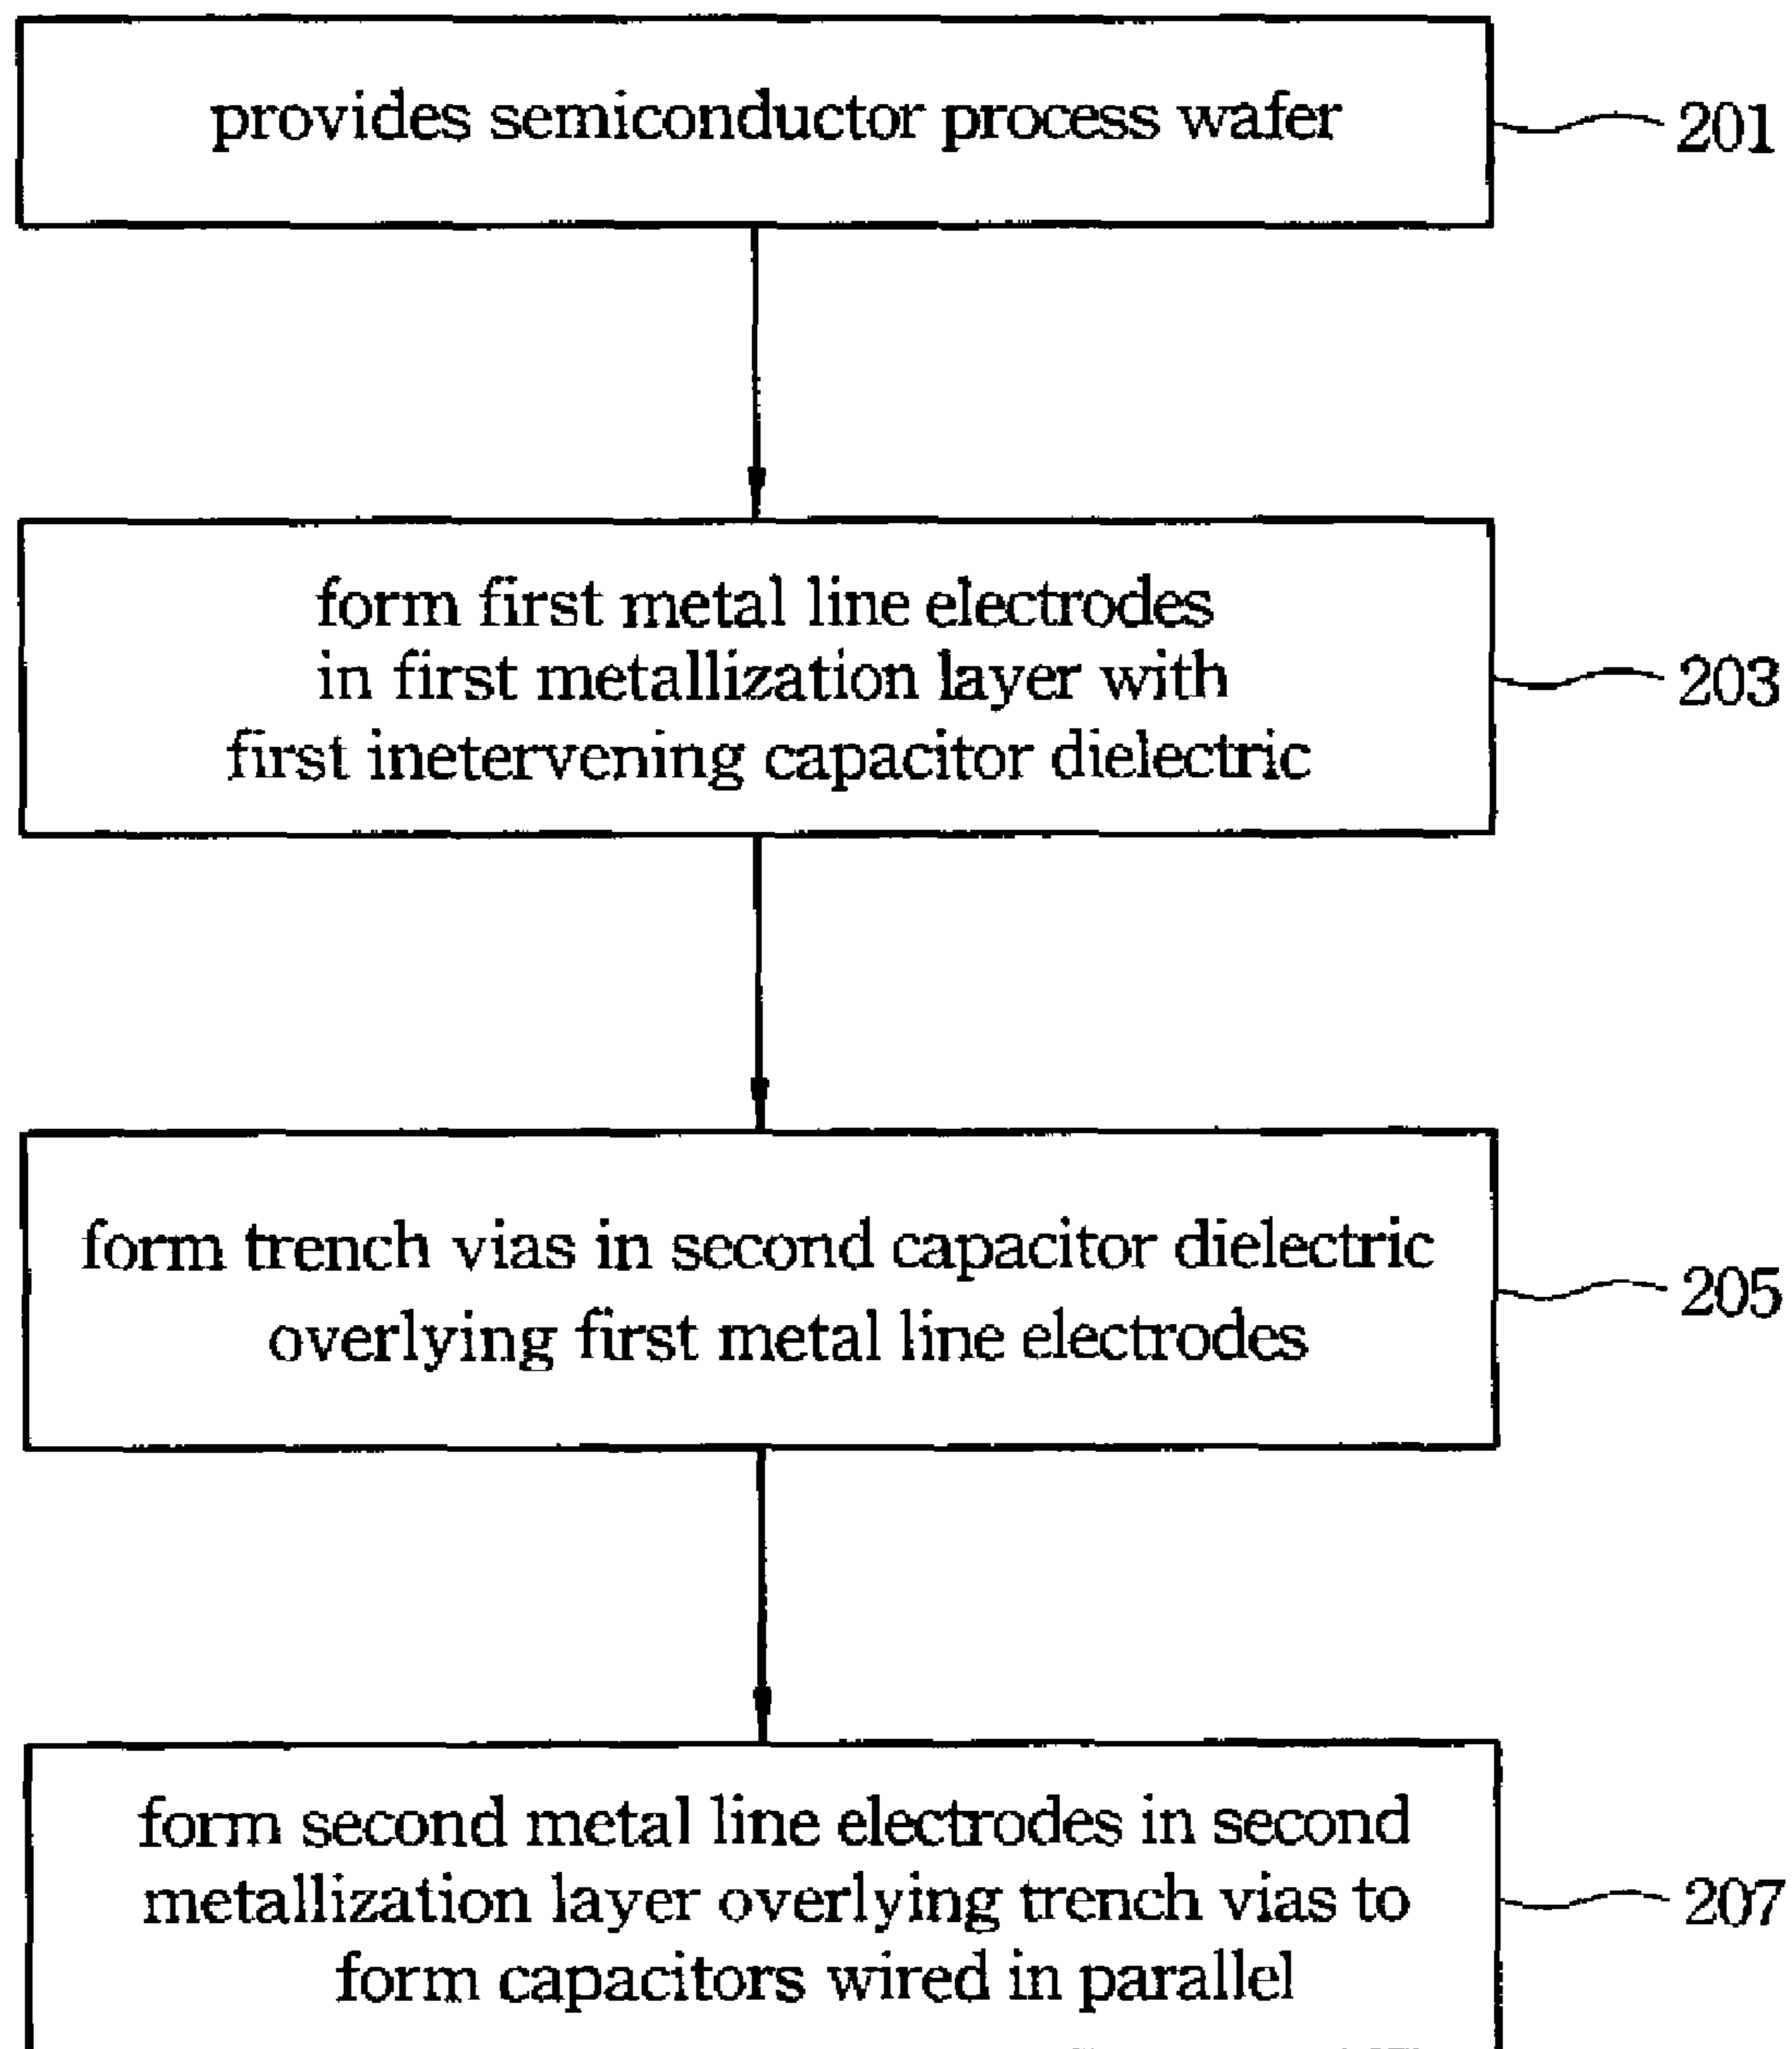 provides semiconductor process wafer
201
form first metal line electrodes
in first metallization layer with
first inetervening capacitor dielectric
203
form trench vias in second capacitor dielectric
overlying first metal line electrodes
205
form second metal line electrodes in second
metallization layer overlying trench vias to
form capacitors wired in parallel
207